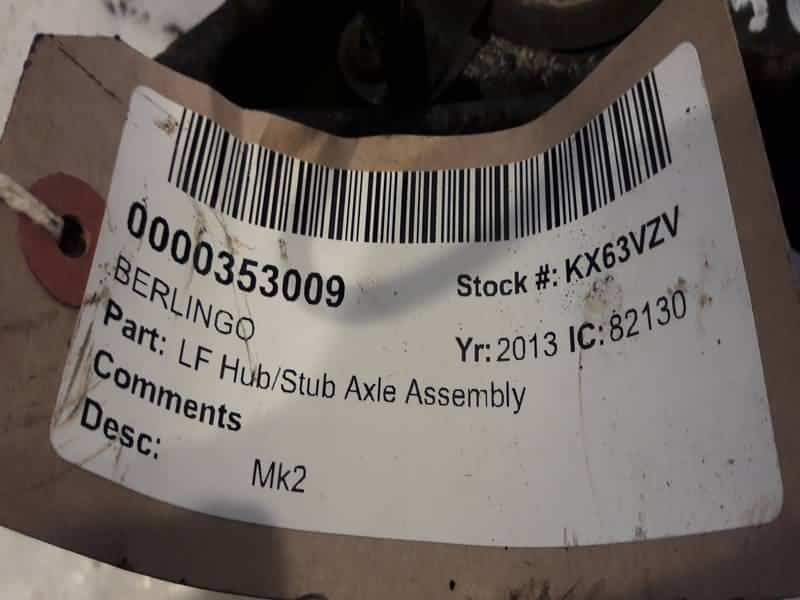 0000353009
Stock #: KX63VZV
BERLINGO
Yr: 2013 IC: 82130
Part: LF Hub/Stub Axle Assembly
Comments
Desc:
Mk2